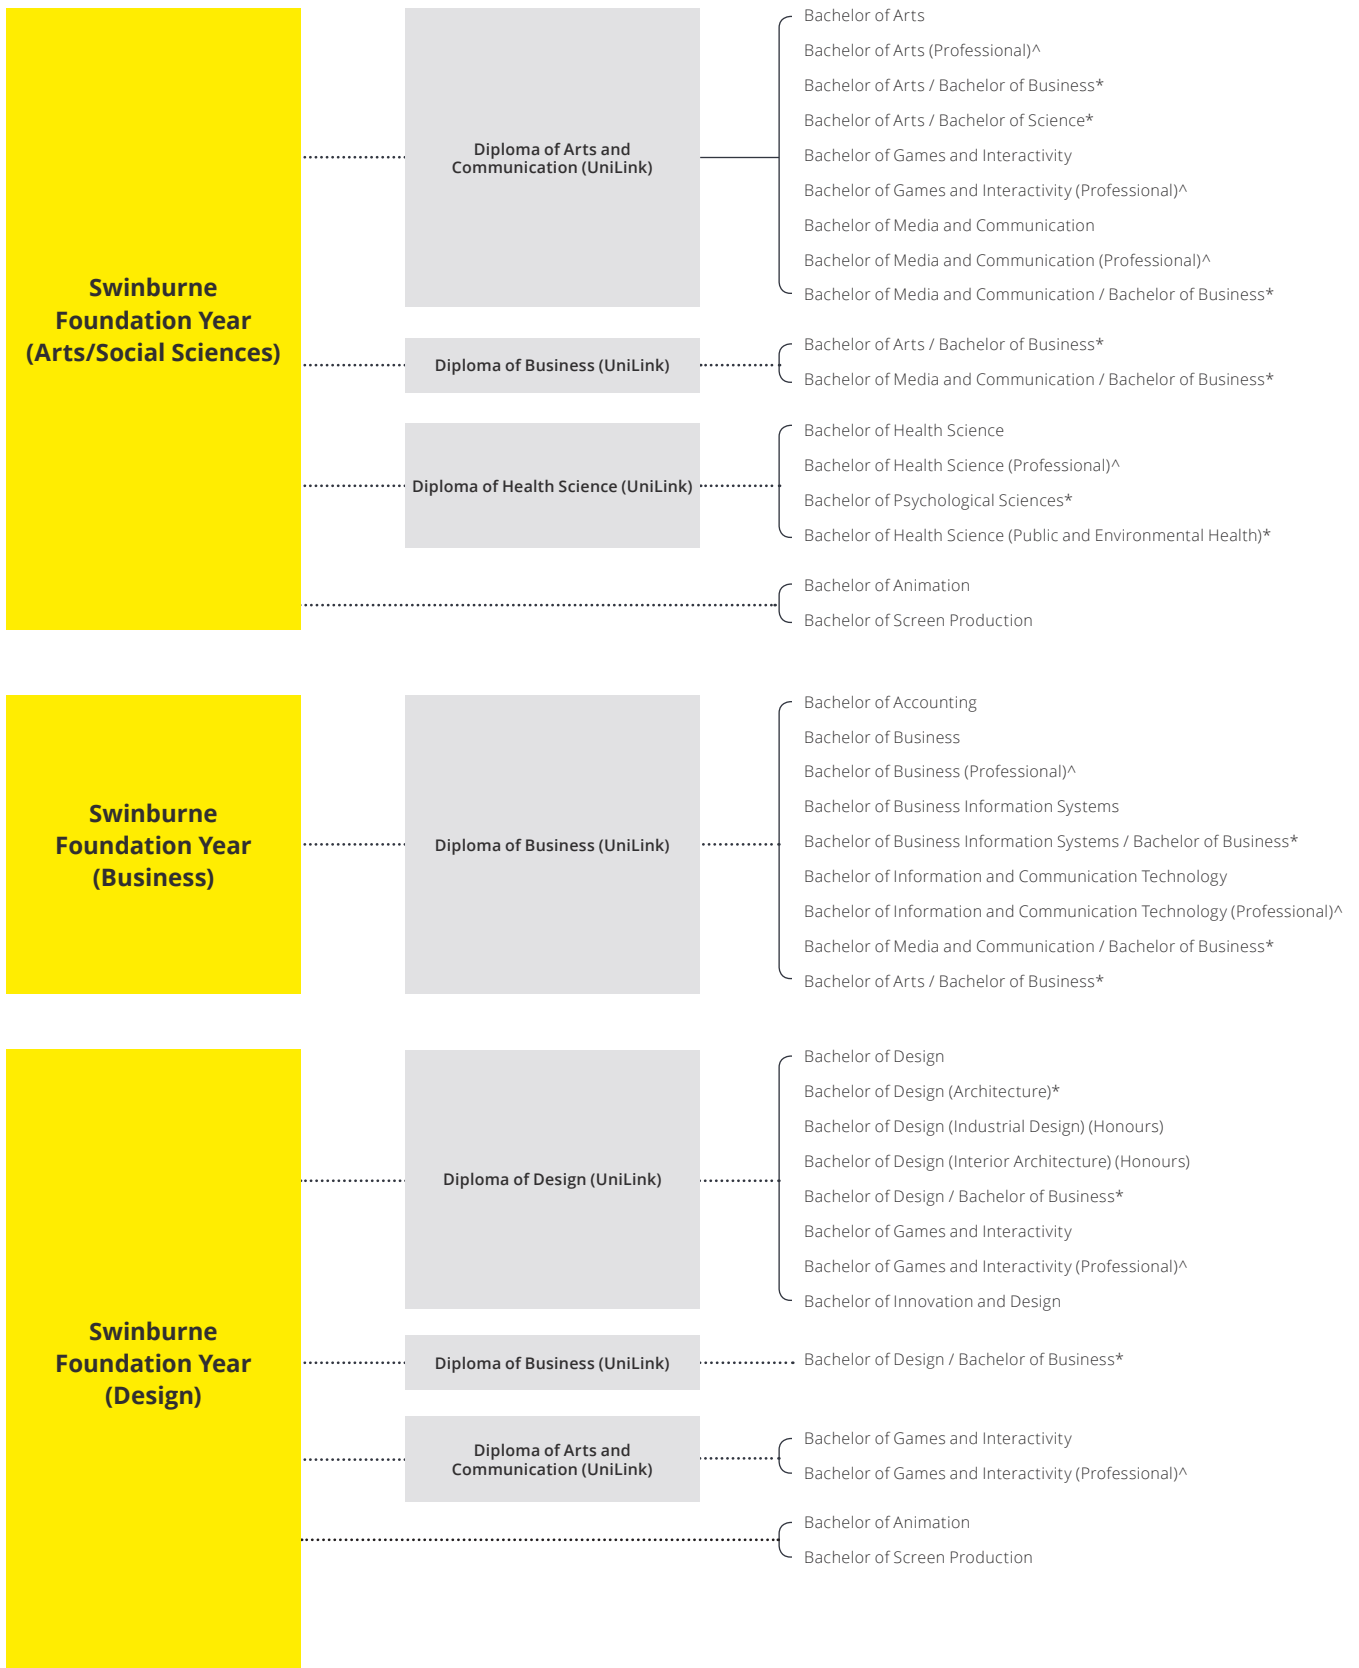 Swinburne
Foundation Year
(Arts/Social Sciences)
Diploma of Arts and
Communication (UniLink)
Bachelor of Arts
Bachelor of Arts (Professional)^
Bachelor of Arts / Bachelor of Business*
Bachelor of Arts / Bachelor of Science*
Bachelor of Games and Interactivity
Bachelor of Games and Interactivity (Professional)^
Bachelor of Media and Communication
Bachelor of Media and Communication (Professional)^
Bachelor of Media and Communication / Bachelor of Business*
Diploma of Business (UniLink)
Bachelor of Arts / Bachelor of Business*
Bachelor of Media and Communication / Bachelor of Business*
Diploma of Health Science (UniLink)
Bachelor of Health Science
Bachelor of Health Science (Professional)^
Bachelor of Psychological Sciences*
Bachelor of Health Science (Public and Environmental Health)*
Bachelor of Animation
Bachelor of Screen Production
Swinburne
Foundation Year
(Business)
Diploma of Business (UniLink)
Bachelor of Accounting
Bachelor of Business
Bachelor of Business (Professional)^
Bachelor of Business Information Systems
Bachelor of Business Information Systems / Bachelor of Business*
Bachelor of Information and Communication Technology
Bachelor of Information and Communication Technology (Professional)^
Bachelor of Media and Communication / Bachelor of Business*
Bachelor of Arts / Bachelor of Business*
Swinburne
Foundation Year
(Design)
Diploma of Design (UniLink)
Bachelor of Design
Bachelor of Design (Architecture)*
Bachelor of Design (Industrial Design) (Honours)
Bachelor of Design (Interior Architecture) (Honours)
Bachelor of Design / Bachelor of Business*
Bachelor of Games and Interactivity
Bachelor of Games and Interactivity (Professional)^
Bachelor of Innovation and Design
Diploma of Business (UniLink)
Bachelor of Design / Bachelor of Business*
Diploma of Arts and
Communication (UniLink)
Bachelor of Games and Interactivity
Bachelor of Games and Interactivity (Professional)^
Bachelor of Animation
Bachelor of Screen Production